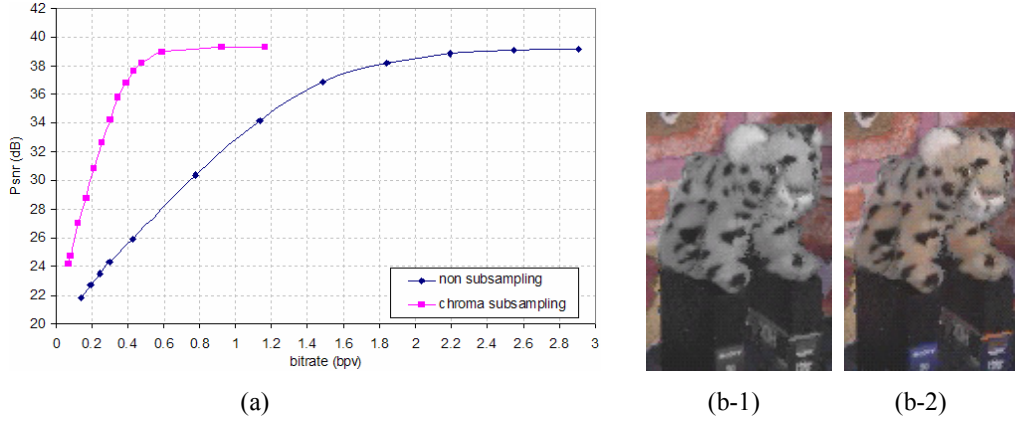 42
40
38
36
34
32
30
28
26
24
22
20
Psnr (dB)
0 0.2 0.4 0.6 0.8 1 1.2 1.4 1.6 1.8 2 2.2 2.4 2.6 2.8 3
bitrate (bpv)
non subsampling
chroma subsampling
(a)
(b-1)
SONY
(b-2)